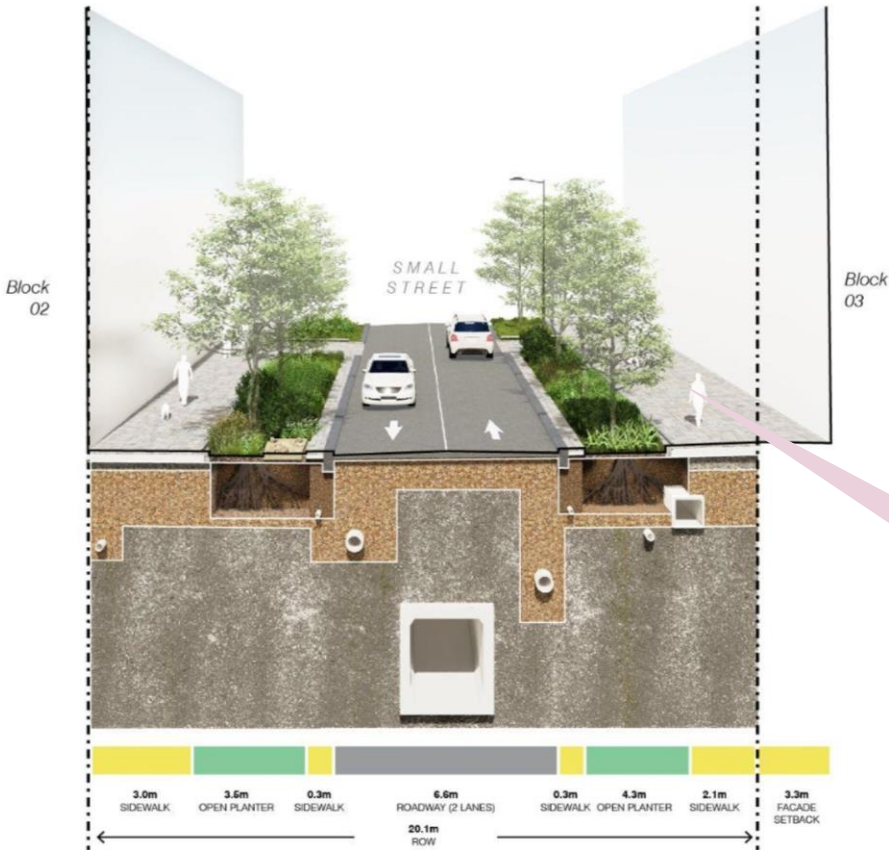 SMALL
STREET
Block
02
Block
03
3.0m
SIDEWALK
3.5m
OPEN PLANTER
0.3m
SIDEWALK
6.6m
ROADWAY (2 LANES)
0.3m
SIDEWALK
4.3m
OPEN PLANTER
2.1m
SIDEWALK
3.3m
FACADE
SETBACK
20.1m
ROW